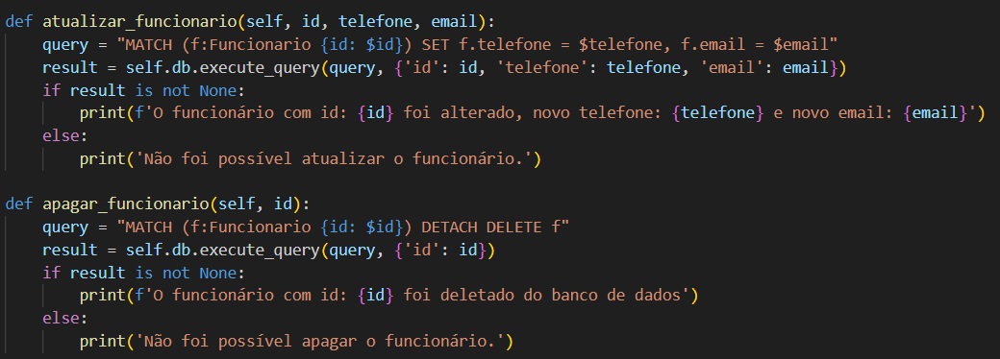 def atualizar_funcionario(self, id, telefone, email):
    query = "MATCH (f:Funcionario {id: $id}) SET f.telefone = $telefone, f.email = $email"
    result = self.db.execute_query(query, {'id': id, 'telefone': telefone, 'email': email})
    if result is not None:
        print(f'O funcionário com id: {id} foi alterado, novo telefone: {telefone} e novo email: {email}')
    else:
        print('Não foi possível atualizar o funcionário.')

def apagar_funcionario(self, id):
    query = "MATCH (f:Funcionario {id: $id}) DETACH DELETE f"
    result = self.db.execute_query(query, {'id': id})
    if result is not None:
        print(f'O funcionário com id: {id} foi deletado do banco de dados')
    else:
        print('Não foi possível apagar o funcionário.')